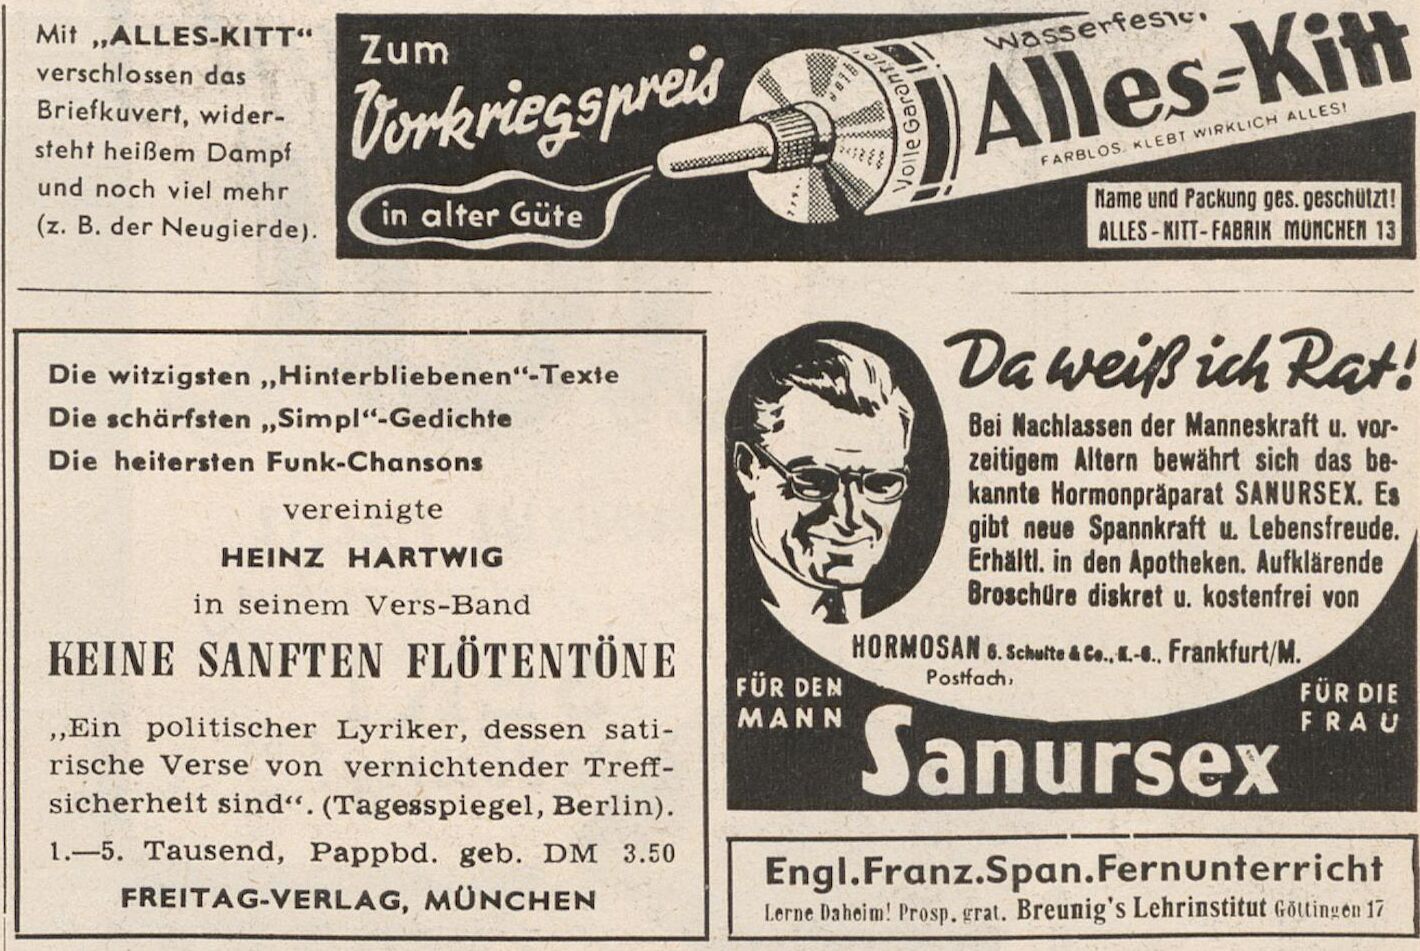 Mit „ALLES-KITT“
verschlossen das
Briefkuvert, wider-
steht heißem Dampf
und noch viel mehr
(z. B. der Neugierde).
Zum
Vorkriegspreis
in alter Güte
Volle Garantie
Wasserfest
Alles=Kitt
FARBLOS. KLEBT WIRKLICH ALLES!
Name und Packung ges. geschützt!
ALLES-KITT-FABRIK MÜNCHEN 13
Die witzigsten „Hinterbliebenen“-Texte
Die schärfsten „Simpl“-Gedichte
Die heitersten Funk-Chansons
vereinigte
HEINZ HARTWIG
in seinem Vers-Band
KEINE SANFTEN FLÖTENTÖNE
„Ein politischer Lyriker, dessen sati-
rische Verse von vernichtender Treff-
sicherheit sind“. (Tagesspiegel, Berlin).
1.—5. Tausend, Pappbd. geb. DM 3.50
FREITAG-VERLAG, MÜNCHEN
Da weiß ich Rat!
Bei Nachlassen der Manneskraft u. vor-
zeitigem Altern bewährt sich das be-
kannte Hormonpräparat SANURSEX. Es
gibt neue Spannkraft u. Lebensfreude.
Erhältl. in den Apotheken. Aufklärende
Broschüre diskret u. kostenfrei von
HORMOSAN G. Schulte & Co., K.-G., Frankfurt/M.
Postfach,
FÜR DEN
MANN
Sanursex
FÜR DIE
FRAU
Engl.Franz.Span.Fernunterricht
Lerne Daheim! Prosp. grat. Breunig's Lehrinstitut Göttingen 17